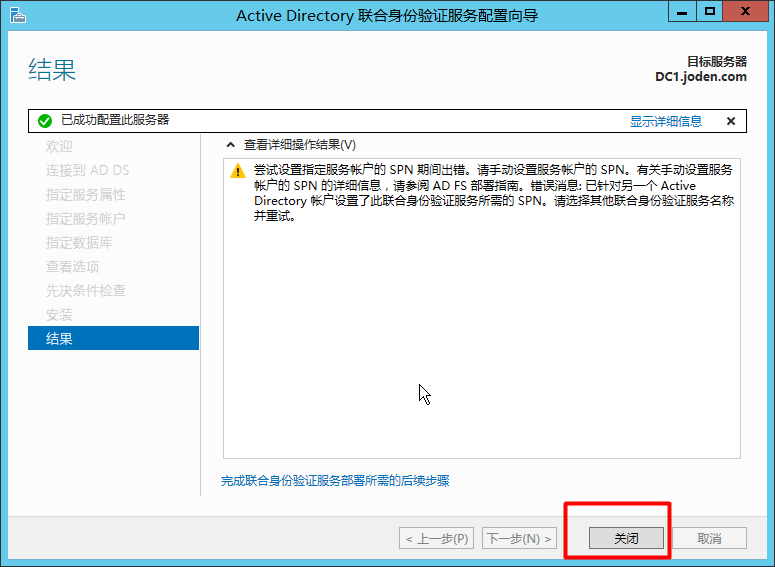 Active Directory 联合身份验证服务配置向导
结果
目标服务器
DC1.joden.com
已成功配置此服务器
显示详细信息
欢迎
连接到 AD DS
指定服务属性
指定服务帐户
指定数据库
查看选项
先决条件检查
安装
结果
查看详细操作结果(V)
尝试设置指定服务帐户的 SPN 期间出错。请手动设置服务帐户的 SPN。有关手动设置服务
帐户的 SPN 的详细信息，请参阅 AD FS 部署指南。错误消息: 已针对另一个 Active
Directory 帐户设置了此联合身份验证服务所需的 SPN。请选择其他联合身份验证服务名称
并重试。
完成联合身份验证服务部署所需的后续步骤
< 上一步(P)
下一步(N) >
关闭
取消